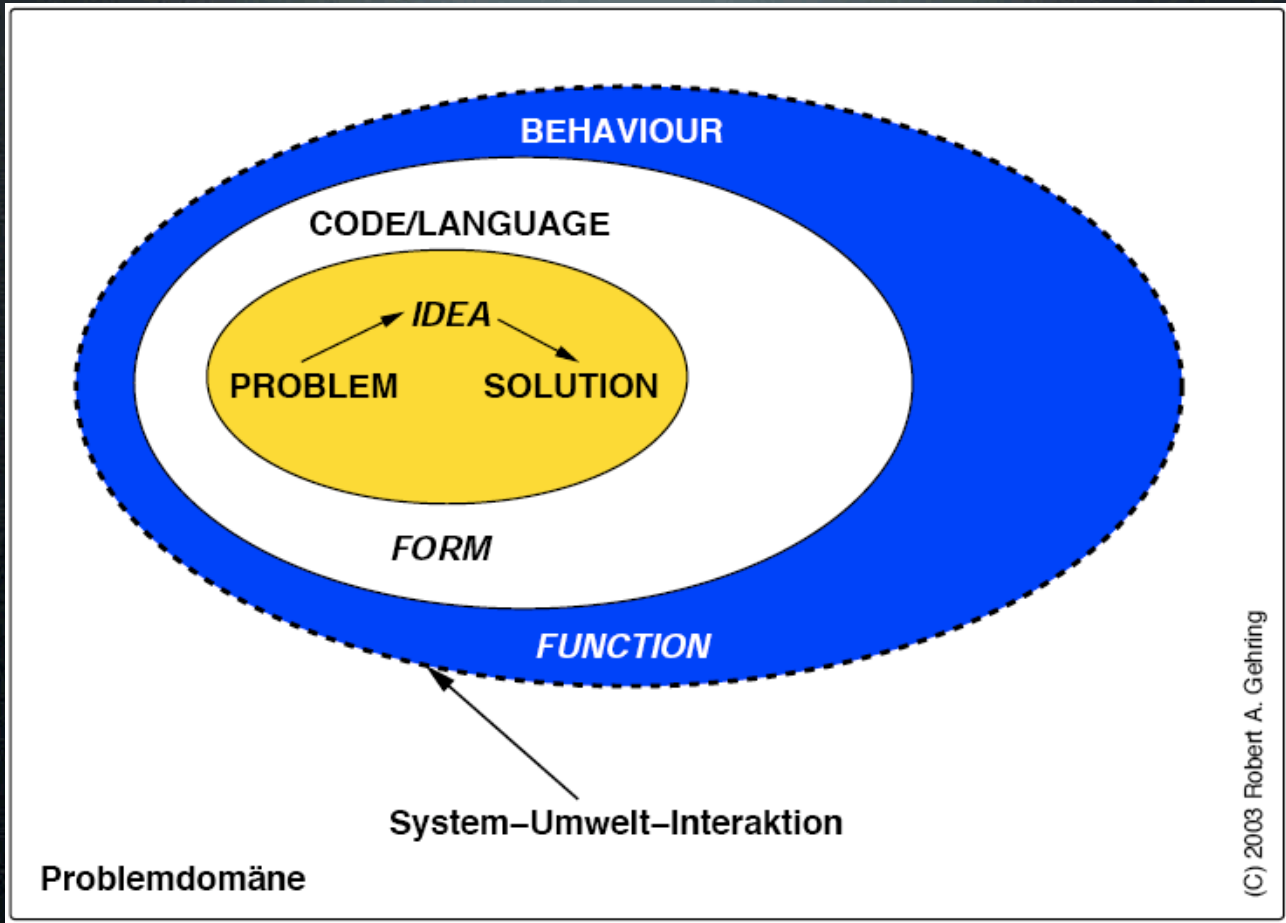 BEHAVIOUR
CODE/LANGUAGE
IDEA
PROBLEM
SOLUTION
FORM
FUNCTION
System–Umwelt–Interaktion
Problemdomäne
(C) 2003 Robert A. Gehring